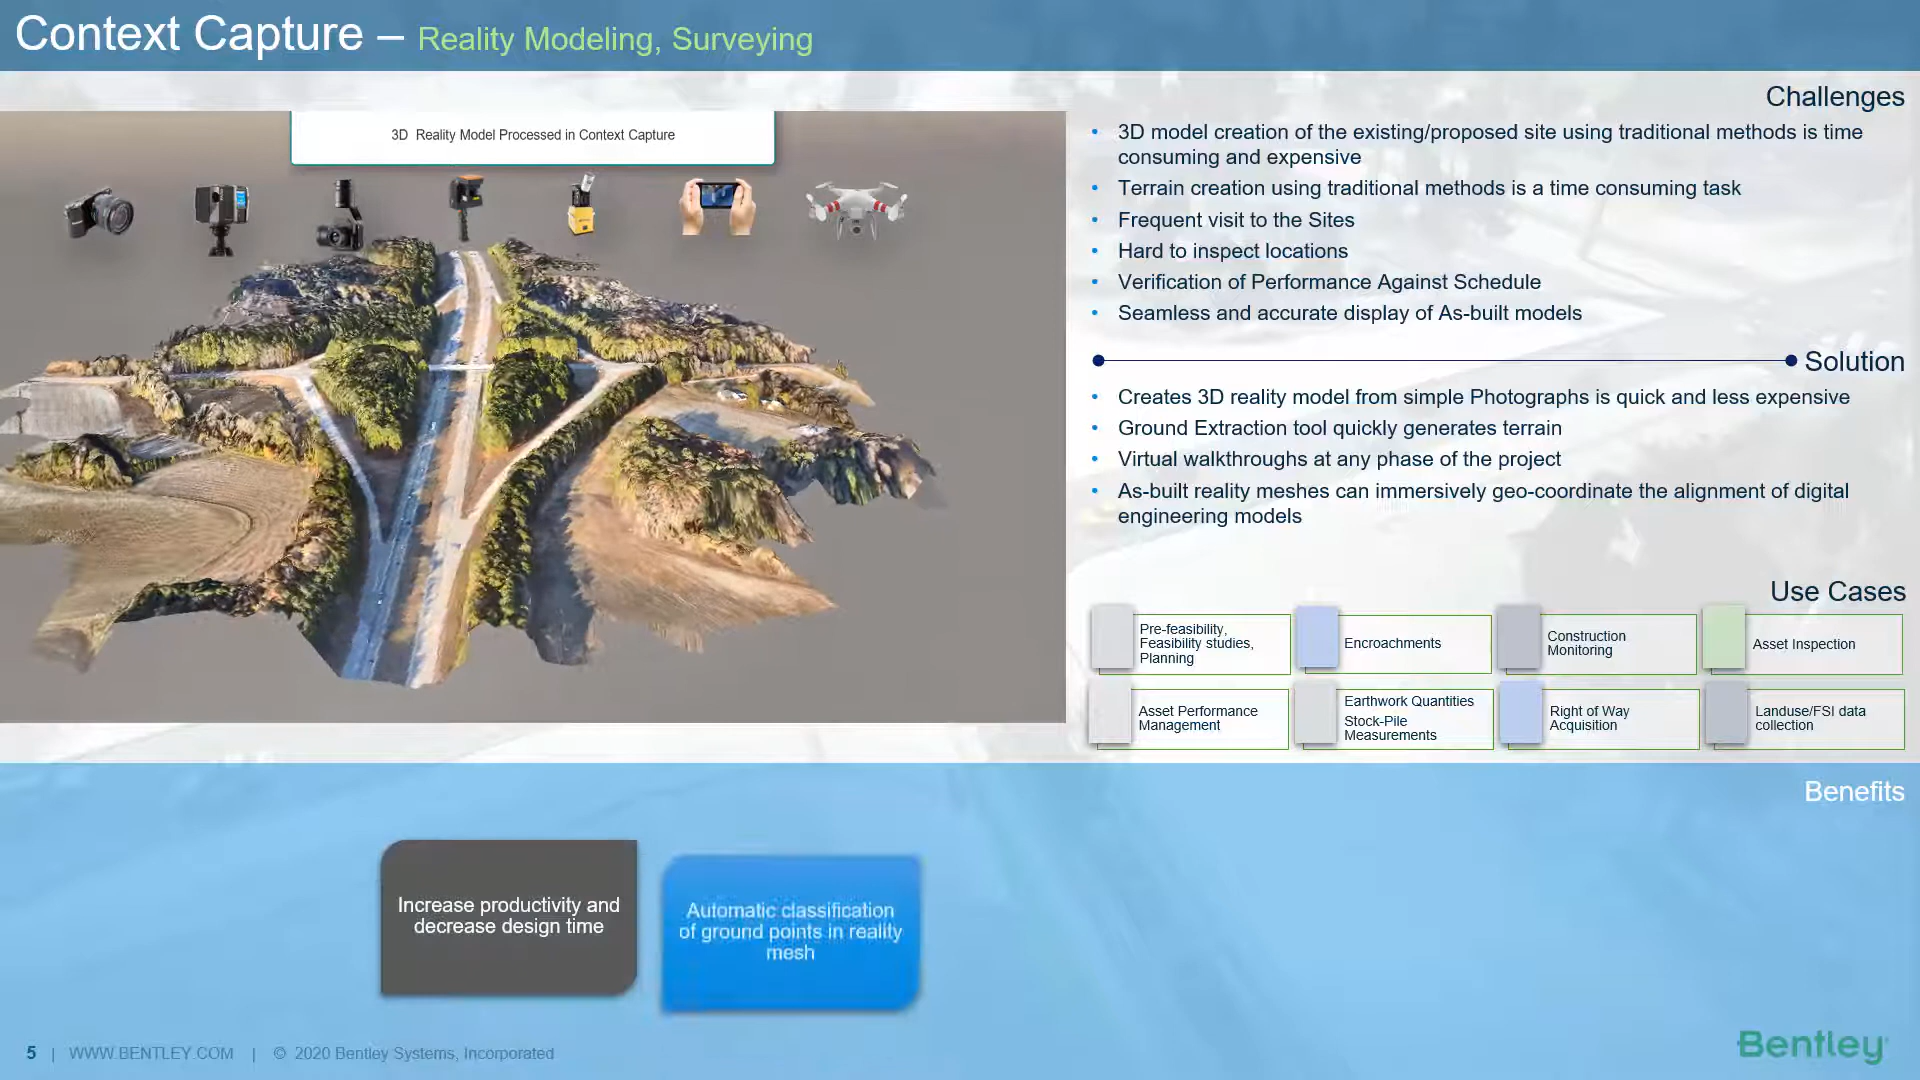 Context Capture – Reality Modeling, Surveying
3D Reality Model Processed in Context Capture
Challenges
• 3D model creation of the existing/proposed site using traditional methods is time
consuming and expensive
• Terrain creation using traditional methods is a time consuming task
• Frequent visit to the Sites
• Hard to inspect locations
• Verification of Performance Against Schedule
• Seamless and accurate display of As-built models
Solution
• Creates 3D reality model from simple Photographs is quick and less expensive
• Ground Extraction tool quickly generates terrain
• Virtual walkthroughs at any phase of the project
• As-built reality meshes can immersively geo-coordinate the alignment of digital
engineering models
Use Cases
Pre-feasibility,
Feasibility studies,
Planning
Encroachments
Construction
Monitoring
Asset Inspection
Asset Performance
Management
Earthwork Quantities
Stock-Pile
Measurements
Right of Way
Acquisition
Landuse/FSI data
collection
Benefits
Increase productivity and
decrease design time
Automatic classification
of ground points in reality
mesh
5 | WWW.BENTLEY.COM | © 2020 Bentley Systems, Incorporated
Bentley